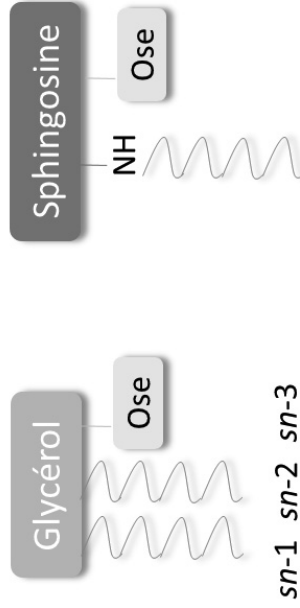 Glycérol
Ose
sn-1 sn-2 sn-3
Sphingosine
NH
Ose